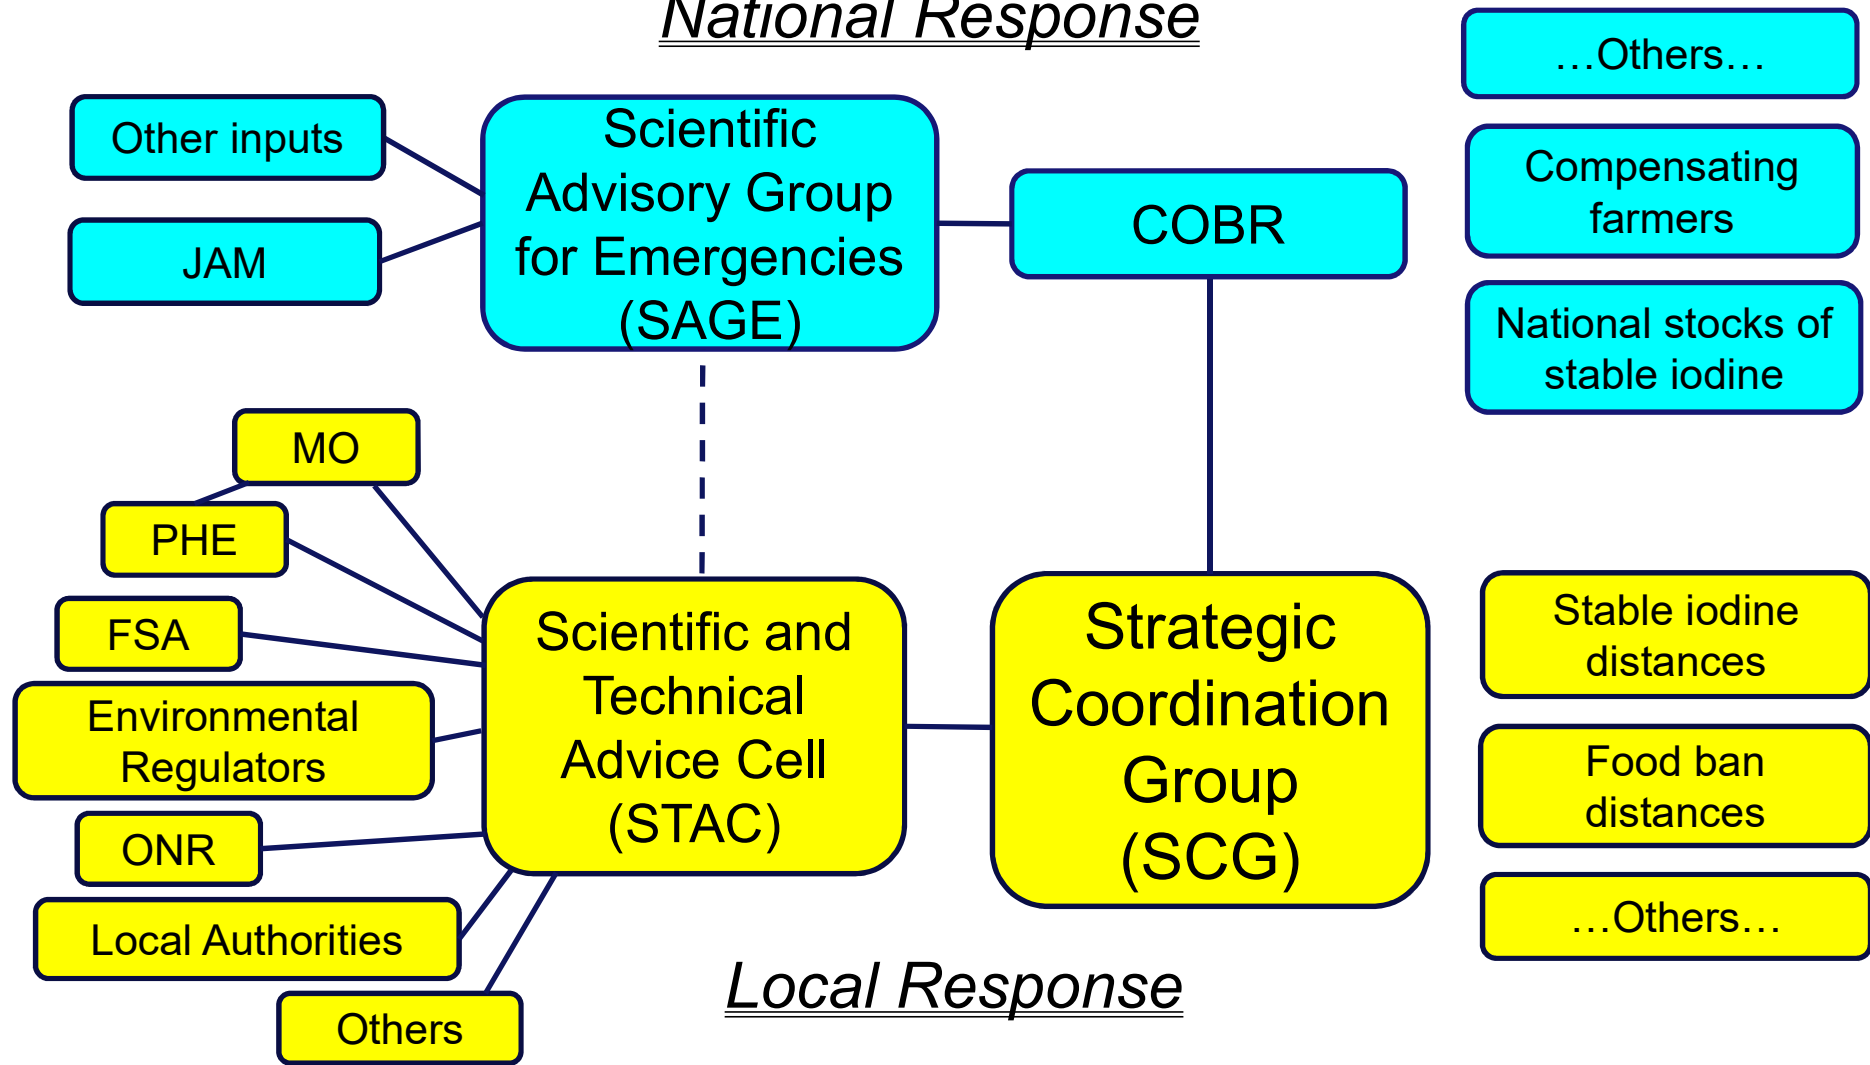 National Response
…Others…
Other inputs
Scientific
Advisory Group
for Emergencies
(SAGE)
COBR
Compensating
farmers
JAM
National stocks of
stable iodine
MO
PHE
FSA
Environmental
Regulators
ONR
Local Authorities
Others
Scientific and
Technical
Advice Cell
(STAC)
Strategic
Coordination
Group
(SCG)
Stable iodine
distances
Food ban
distances
…Others…
Local Response